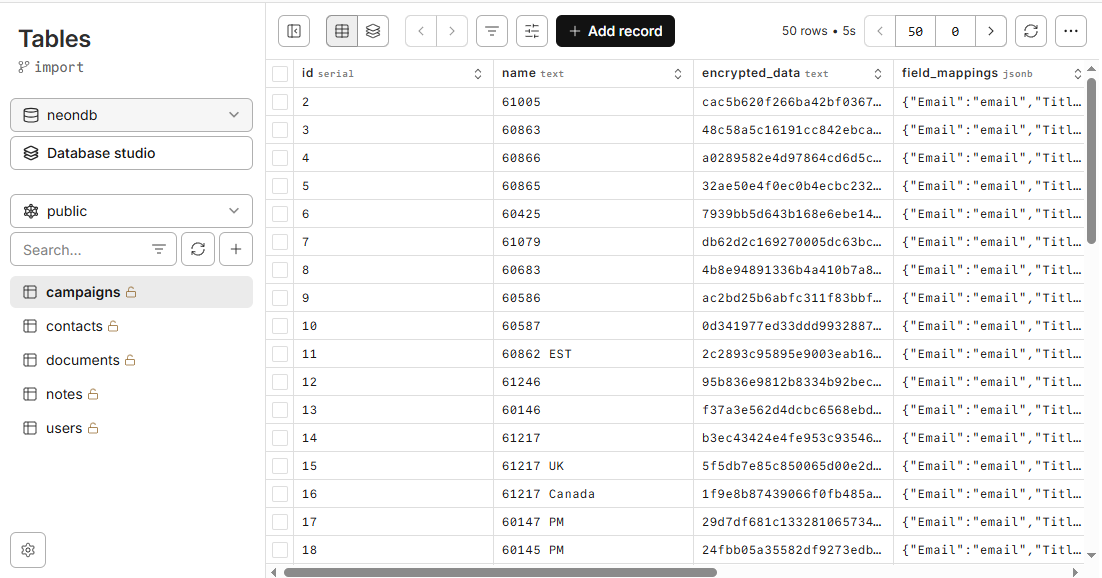 Tables
import
neondb
Database studio
public
Search...
campaigns
contacts
documents
notes
users
Add record
50 rows • 5s
50
0
id serial name text encrypted_data text field_mappings jsonb
2 61005 cac5b620f266ba42bf0367… {"Email":"email","Titl…
3 60863 48c58a5c16191cc842ebca… {"Email":"email","Titl…
4 60866 a0289582e4d97864cd6d5c… {"Email":"email","Titl…
5 60865 32ae50e4f0ec0b4ecbc232… {"Email":"email","Titl…
6 60425 7939bb5d643b168e6ebe14… {"Email":"email","Titl…
7 61079 db62d2c169270005dc63bc… {"Email":"email","Titl…
8 60683 4b8e94891336b4a410b7a8… {"Email":"email","Titl…
9 60586 ac2bd25b6abfc311f83bbf… {"Email":"email","Titl…
10 60587 0d341977ed33ddd9932887… {"Email":"email","Titl…
11 60862 EST 2c2893c95895e9003eab16… {"Email":"email","Titl…
12 61246 95b836e9812b8334b92bec… {"Email":"email","Titl…
13 60146 f37a3e562d4dcbc6568ebd… {"Email":"email","Titl…
14 61217 b3ec43424e4fe953c93546… {"Email":"email","Titl…
15 61217 UK 5f5db7e85c850065d00e2d… {"Email":"email","Titl…
16 61217 Canada 1f9e8b87439066f0fb485a… {"Email":"email","Titl…
17 60147 PM 29d7df681c133281065734… {"Email":"email","Titl…
18 60145 PM 24fbb05a35582df9273edb… {"Email":"email","Titl…